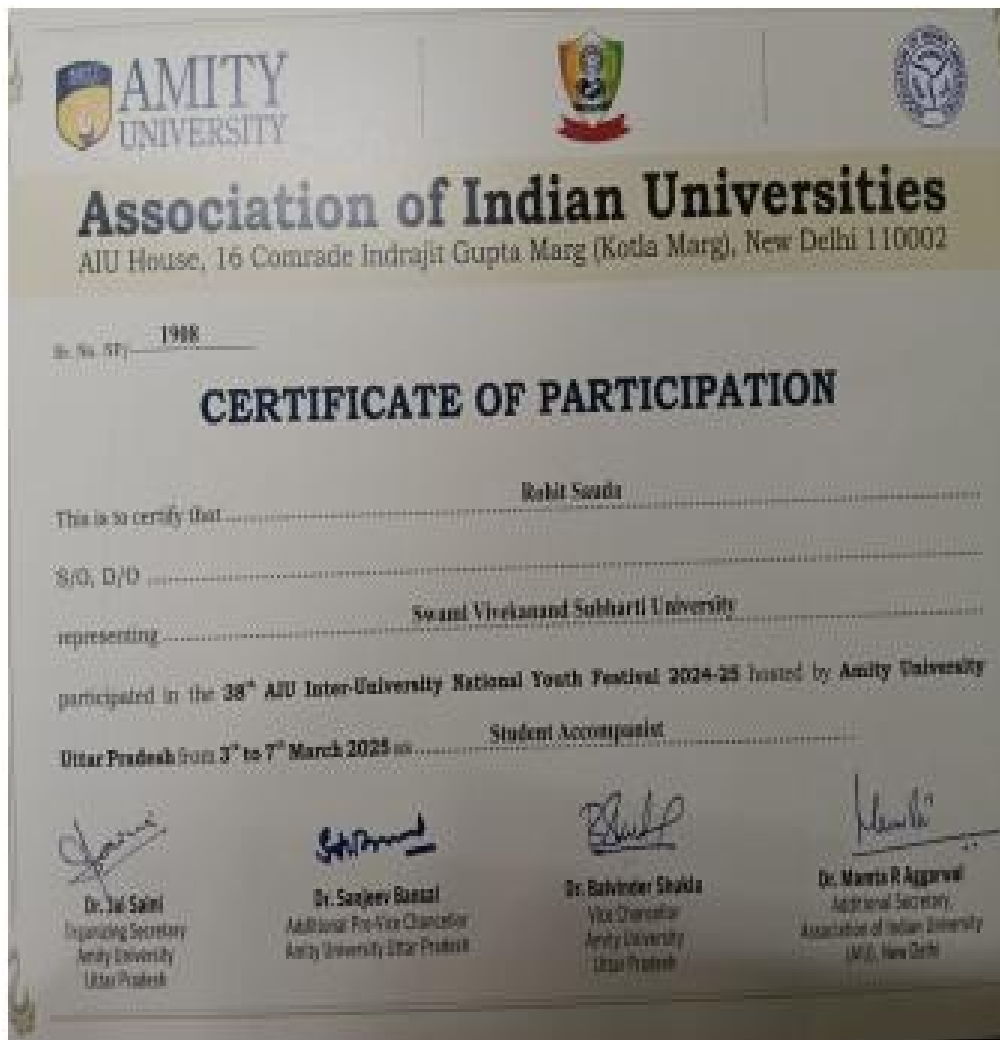 AMITY
UNIVERSITY
Association of Indian Universities
AIU House, 16 Comrade Indrajit Gupta Marg (Kotla Marg), New Delhi 110002
1908
CERTIFICATE OF PARTICIPATION
Rohit Sauda
This is to certify that
S/O, D/O
Swami Vivekanand Subharti University
representing
participated in the 38th AIU Inter-University National Youth Festival 2024-25 hosted by Amity University
Student Accompanist
Uttar Pradesh from 3rd to 7th March 2025 as
Dr. Jai Saini
Organizing Secretary
Amity University
Uttar Pradesh
Dr. Sanjeev Bansal
Additional Pro-Vice Chancellor
Amity University Uttar Pradesh
Dr. Balvinder Shukla
Vice Chancellor
Amity University
Uttar Pradesh
Dr. Mamta R Aggarwal
Additional Secretary,
Association of Indian University
(AIU), New Delhi